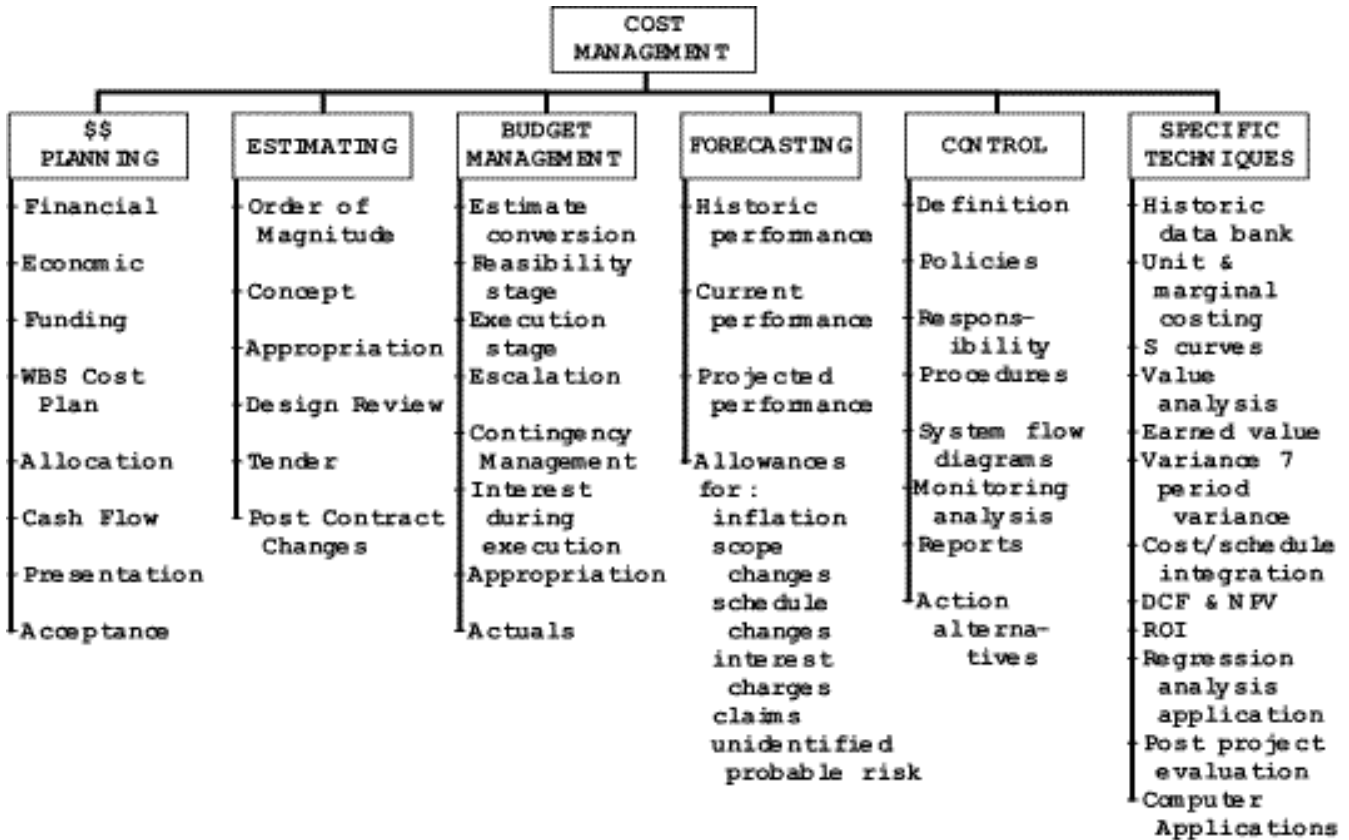 COST
MANAGEMENT
$$
PLANNING
Financial
Economic
Funding
WBS Cost
Plan
Allocation
Cash Flow
Presentation
Acceptance
ESTIMATING
Order of
Magnitude
Concept
Appropriation
Design Review
Tender
Post Contract
Changes
BUDGET
MANAGEMENT
Estimate
conversion
Feasibility
stage
Execution
stage
Escalation
Contingency
Management
Interest
during
execution
Appropriation
Actuals
FORECASTING
Historic
performance
Current
performance
Projected
performance
Allowances
for:
inflation
scope
changes
schedule
changes
interest
charges
claims
unidentified
probable risk
CONTROL
Definition
Policies
Respons-
ibility
Procedures
System flow
diagrams
Monitoring
analysis
Reports
Action
alterna-
tives
SPECIFIC
TECHNIQUES
Historic
data bank
Unit &
marginal
costing
S curves
Value
analysis
Earned value
Variance 7
period
variance
Cost/schedule
integration
DCF & NPV
ROI
Regression
analysis
application
Post project
evaluation
Computer
Applications